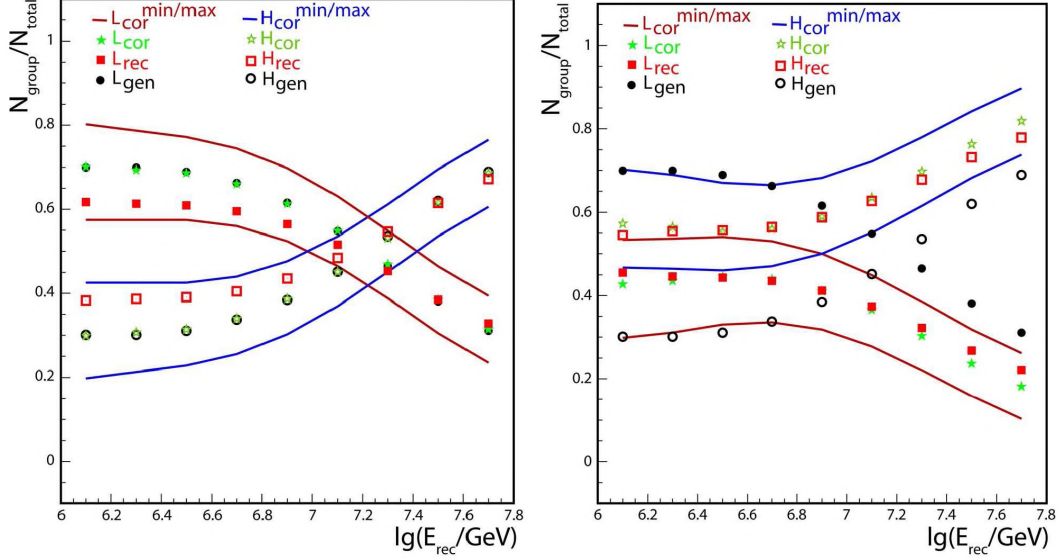 N_group/N_total
L_cor^min/max H_cor^min/max
L_cor H_cor
L_rec H_rec
L_gen H_gen
1
0.8
0.6
0.4
0.2
0
6 6.2 6.4 6.6 6.8 7 7.2 7.4 7.6 7.8
lg(E_rec/GeV)
N_group/N_total
L_cor^min/max H_cor^min/max
L_cor H_cor
L_rec H_rec
L_gen H_gen
1
0.8
0.6
0.4
0.2
0
6 6.2 6.4 6.6 6.8 7 7.2 7.4 7.6 7.8
lg(E_rec/GeV)